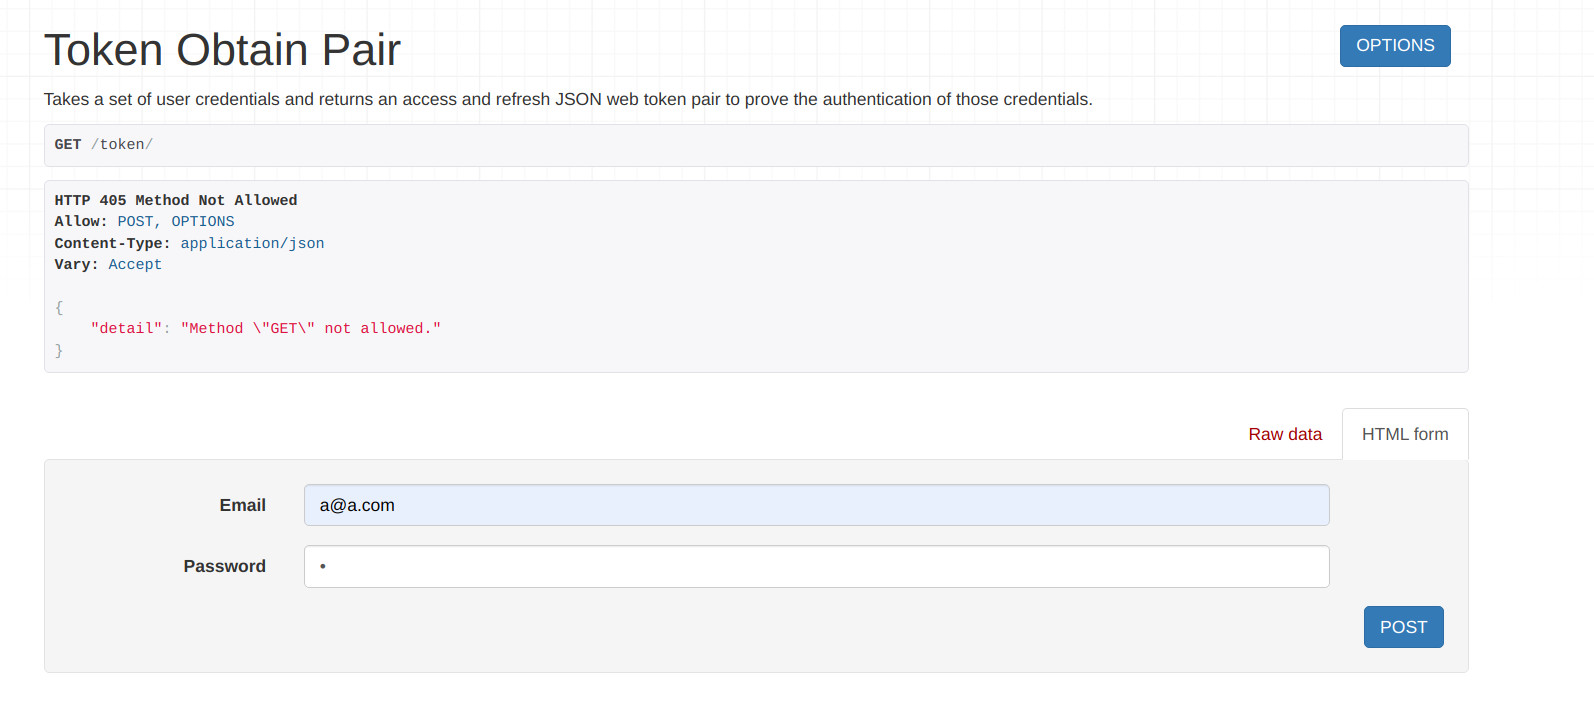 Token Obtain Pair
OPTIONS
Takes a set of user credentials and returns an access and refresh JSON web token pair to prove the authentication of those credentials.
GET /token/
HTTP 405 Method Not Allowed
Allow: POST, OPTIONS
Content-Type: application/json
Vary: Accept
{
    "detail": "Method \"GET\" not allowed."
}
Raw data
HTML form
Email
a@a.com
Password
•
POST